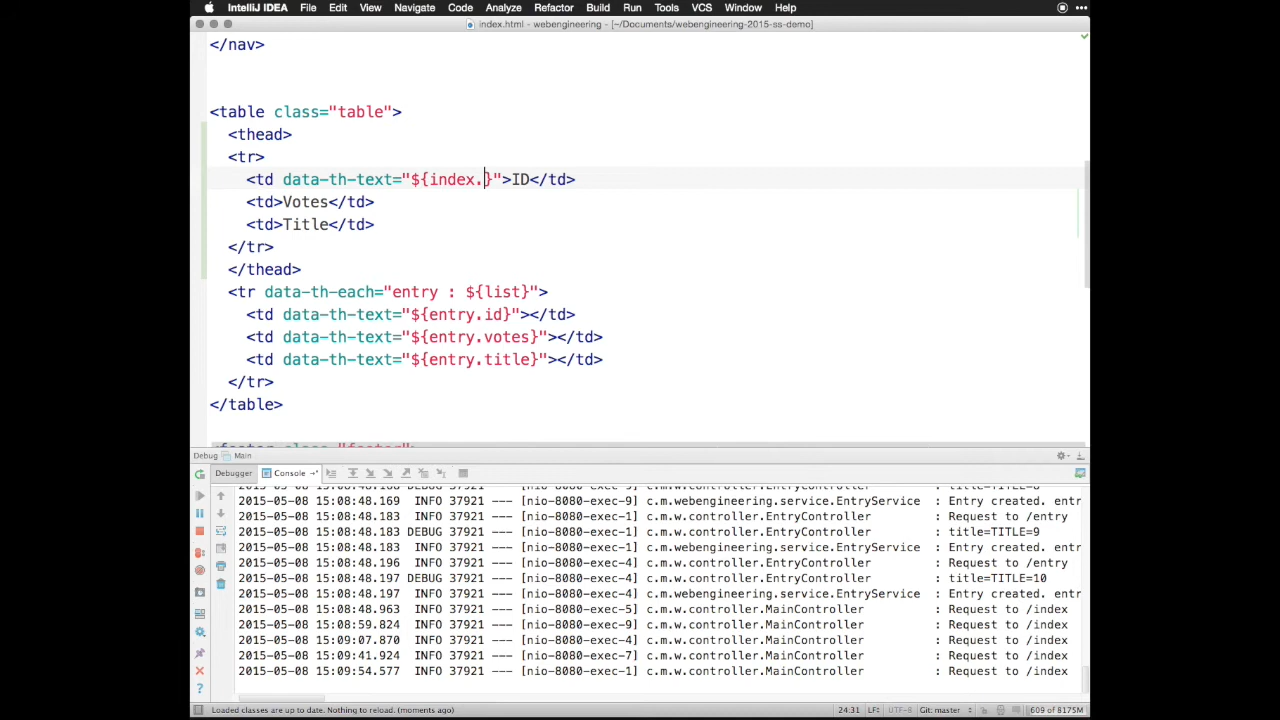 IntelliJ IDEA File Edit View Navigate Code Analyze Refactor Build Run Tools VCS Window Help
index.html - webengineering - [~/Documents/webengineering-2015-ss-demo]
</nav>
<table class="table">
<thead>
<tr>
<td data-th-text="${index.}">ID</td>
<td>Votes</td>
<td>Title</td>
</tr>
</thead>
<tr data-th-each="entry : ${list}">
<td data-th-text="${entry.id}"></td>
<td data-th-text="${entry.votes}"></td>
<td data-th-text="${entry.title}"></td>
</tr>
</table>
<footer class="footer">
Debug Main
Debugger Console
2015-05-08 15:08:48.169 INFO 37921 --- [nio-8080-exec-9] c.m.webengineering.service.EntryService : Entry created. entr
2015-05-08 15:08:48.183 INFO 37921 --- [nio-8080-exec-1] c.m.w.controller.EntryController : Request to /entry
2015-05-08 15:08:48.183 DEBUG 37921 --- [nio-8080-exec-1] c.m.w.controller.EntryController : title=TITLE=9
2015-05-08 15:08:48.183 INFO 37921 --- [nio-8080-exec-1] c.m.webengineering.service.EntryService : Entry created. entr
2015-05-08 15:08:48.196 INFO 37921 --- [nio-8080-exec-4] c.m.w.controller.EntryController : Request to /entry
2015-05-08 15:08:48.197 DEBUG 37921 --- [nio-8080-exec-4] c.m.w.controller.EntryController : title=TITLE=10
2015-05-08 15:08:48.197 INFO 37921 --- [nio-8080-exec-4] c.m.webengineering.service.EntryService : Entry created. entr
2015-05-08 15:08:48.963 INFO 37921 --- [nio-8080-exec-5] c.m.w.controller.MainController : Request to /index
2015-05-08 15:08:59.824 INFO 37921 --- [nio-8080-exec-9] c.m.w.controller.MainController : Request to /index
2015-05-08 15:09:07.870 INFO 37921 --- [nio-8080-exec-4] c.m.w.controller.MainController : Request to /index
2015-05-08 15:09:41.924 INFO 37921 --- [nio-8080-exec-7] c.m.w.controller.MainController : Request to /index
2015-05-08 15:09:54.577 INFO 37921 --- [nio-8080-exec-1] c.m.w.controller.MainController : Request to /index
Loaded classes are up to date. Nothing to reload. (moments ago) 24:31 LF UTF-8 Git: master 609 of 8175M